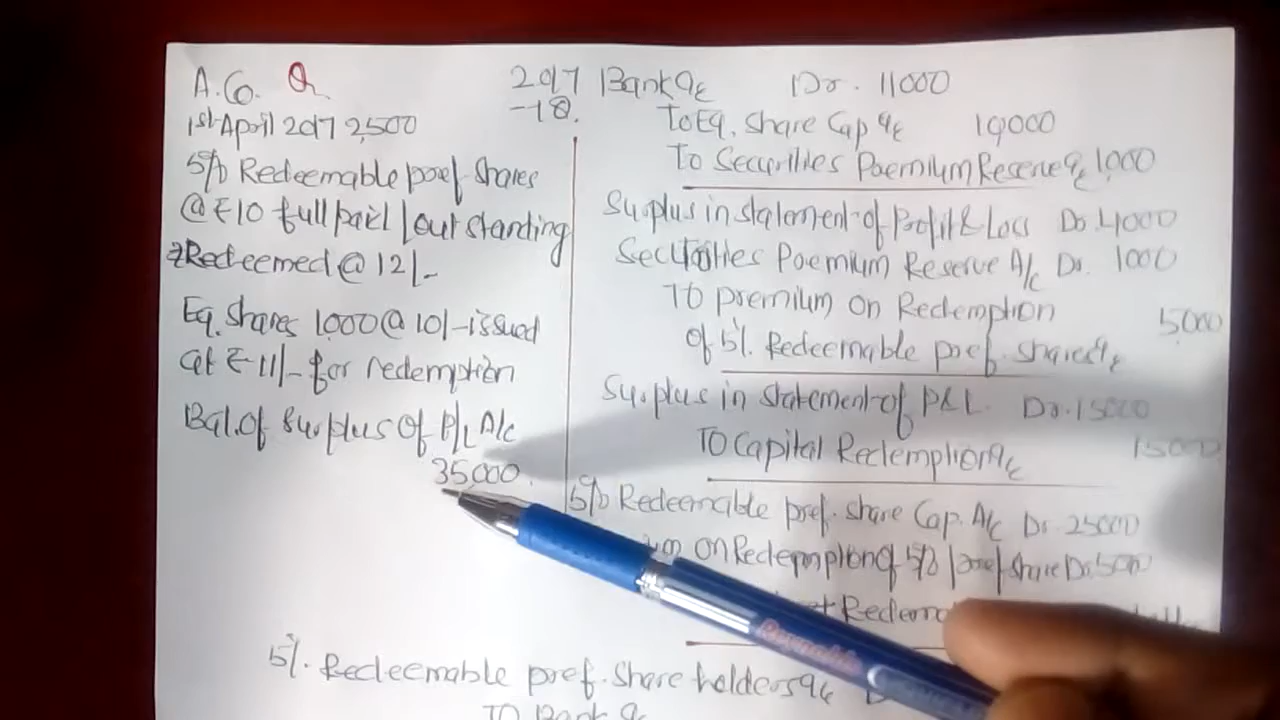 A. Co. Q
1st April 2017 2,500
5% Redeemable pref. shares
@ ₹10 full paid / outstanding
Redeemed @ 12/-
Eq. Shares 1,000 @ 10/- issued
at ₹ 11/- for redemption
Bal. of Surplus of P/L A/c
35,000.
2017 Bank a/c Dr. 11000
-18.
To Eq. Share Cap a/c 10,000
To Securities Premium Reserve a/c 1,000
Surplus in statement of Profit & Loss Dr. 4000
Securities Premium Reserve A/c Dr. 1000
To premium on Redemption
of 5% Redeemable pref. share a/c 5000
Surplus in statement of P&L Dr. 15000
To Capital Redemption a/c 15000
5% Redeemable pref. share Cap. A/c Dr. 25000
on Redemption of 5% pref share Dr. 5000
5%. Redeemable pref. Share holders a/c
To Bank a/c
Reynolds